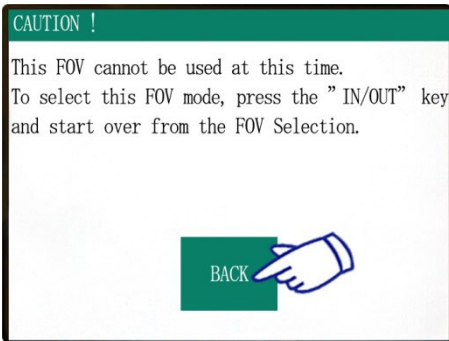 CAUTION !
This FOV cannot be used at this time.
To select this FOV mode, press the ”IN/OUT” key
and start over from the FOV Selection.
BACK